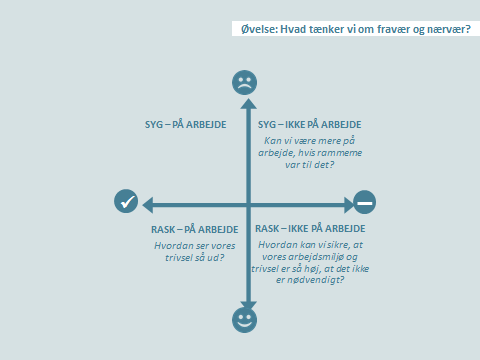 Øvelse: Hvad tænker vi om fravær og nærvær?
SYG – PÅ ARBEJDE
SYG – IKKE PÅ ARBEJDE
Kan vi være mere på
arbejde, hvis rammeme
var til det?
RASK – PÅ ARBEJDE
Hvordan ser vores
trivsel så ud?
RASK – IKKE PÅ ARBEJDE
Hvordan kan vi sikre, at
vores arbejdsmiljø og
trivsel er så høj, at det ikke
er nødvendigt?